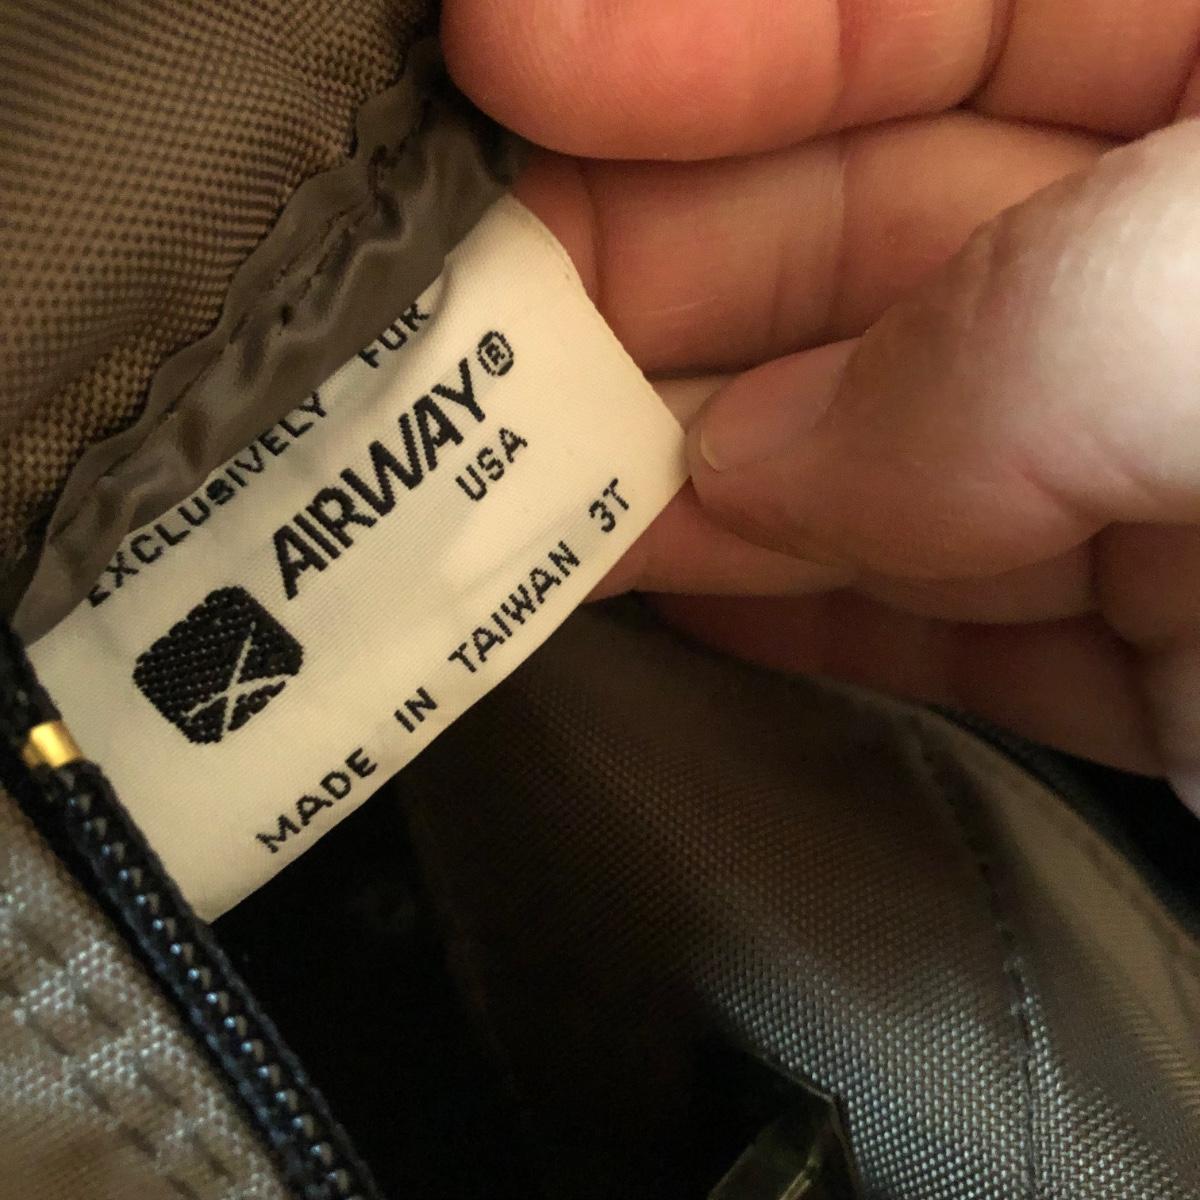 EXCLUSIVELY FOR
AIRWAY®
USA
MADE IN TAIWAN 3T